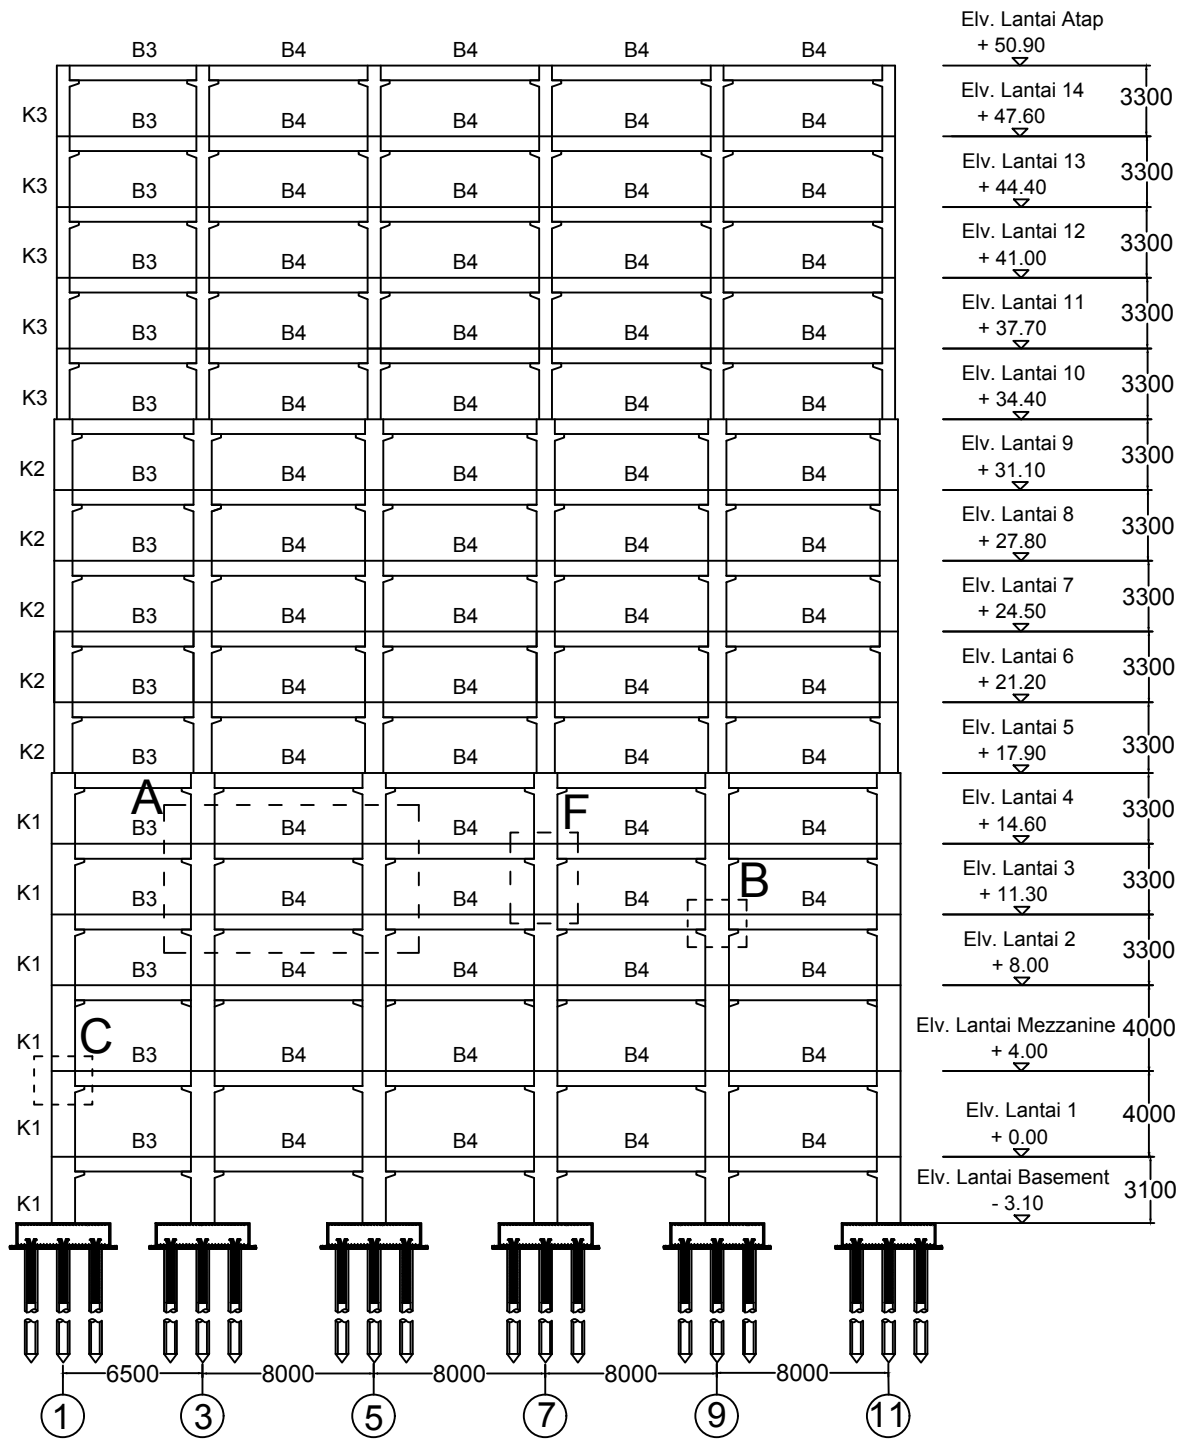 B3 B4 B4 B4 B4
Elv. Lantai Atap
+ 50.90
K3 B3 B4 B4 B4 B4
Elv. Lantai 14
+ 47.60
3300
K3 B3 B4 B4 B4 B4
Elv. Lantai 13
+ 44.40
3300
K3 B3 B4 B4 B4 B4
Elv. Lantai 12
+ 41.00
3300
K3 B3 B4 B4 B4 B4
Elv. Lantai 11
+ 37.70
3300
K3 B3 B4 B4 B4 B4
Elv. Lantai 10
+ 34.40
3300
K2 B3 B4 B4 B4 B4
Elv. Lantai 9
+ 31.10
3300
K2 B3 B4 B4 B4 B4
Elv. Lantai 8
+ 27.80
3300
K2 B3 B4 B4 B4 B4
Elv. Lantai 7
+ 24.50
3300
K2 B3 B4 B4 B4 B4
Elv. Lantai 6
+ 21.20
3300
K2 B3 B4 B4 B4 B4
Elv. Lantai 5
+ 17.90
3300
A
F
K1 B3 B4 B4 B4 B4
Elv. Lantai 4
+ 14.60
3300
B
K1 B3 B4 B4 B4 B4
Elv. Lantai 3
+ 11.30
3300
K1 B3 B4 B4 B4 B4
Elv. Lantai 2
+ 8.00
3300
C
K1 B3 B4 B4 B4 B4
Elv. Lantai Mezzanine
+ 4.00
4000
K1 B3 B4 B4 B4 B4
Elv. Lantai 1
+ 0.00
4000
K1
Elv. Lantai Basement
- 3.10
3100
6500 8000 8000 8000 8000
1 3 5 7 9 11